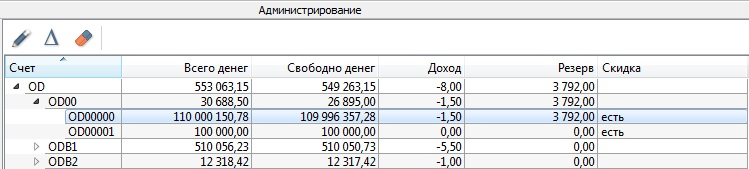 Администрирование
Счет Всего денег Свободно денег Доход Резерв Скидка
OD 553 063,15 549 263,15 -8,00 3 792,00
OD00 30 688,50 26 895,00 -1,50 3 792,00
OD00000 110 000 150,78 109 996 357,28 -1,50 3 792,00 есть
OD00001 100 000,00 100 000,00 0,00 0,00 есть
ODB1 510 056,23 510 050,73 -5,50 0,00
ODB2 12 318,42 12 317,42 -1,00 0,00